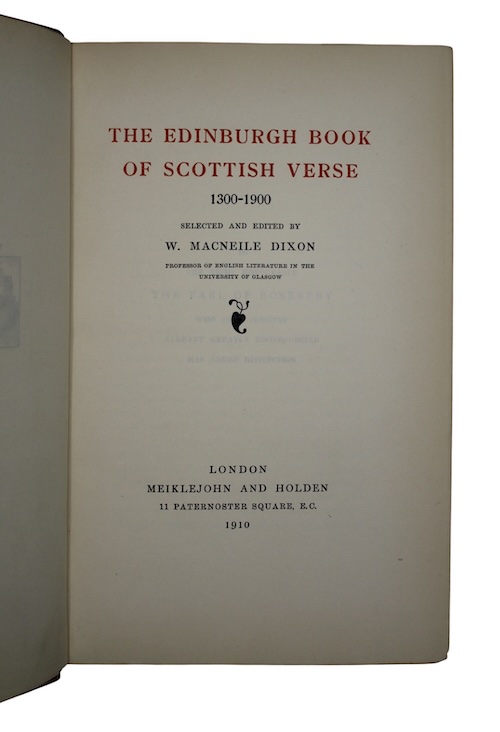 THE EDINBURGH BOOK
OF SCOTTISH VERSE
1300-1900
SELECTED AND EDITED BY
W. MACNEILE DIXON
PROFESSOR OF ENGLISH LITERATURE IN THE
UNIVERSITY OF GLASGOW
LONDON
MEIKLEJOHN AND HOLDEN
11 PATERNOSTER SQUARE, E.C.
1910